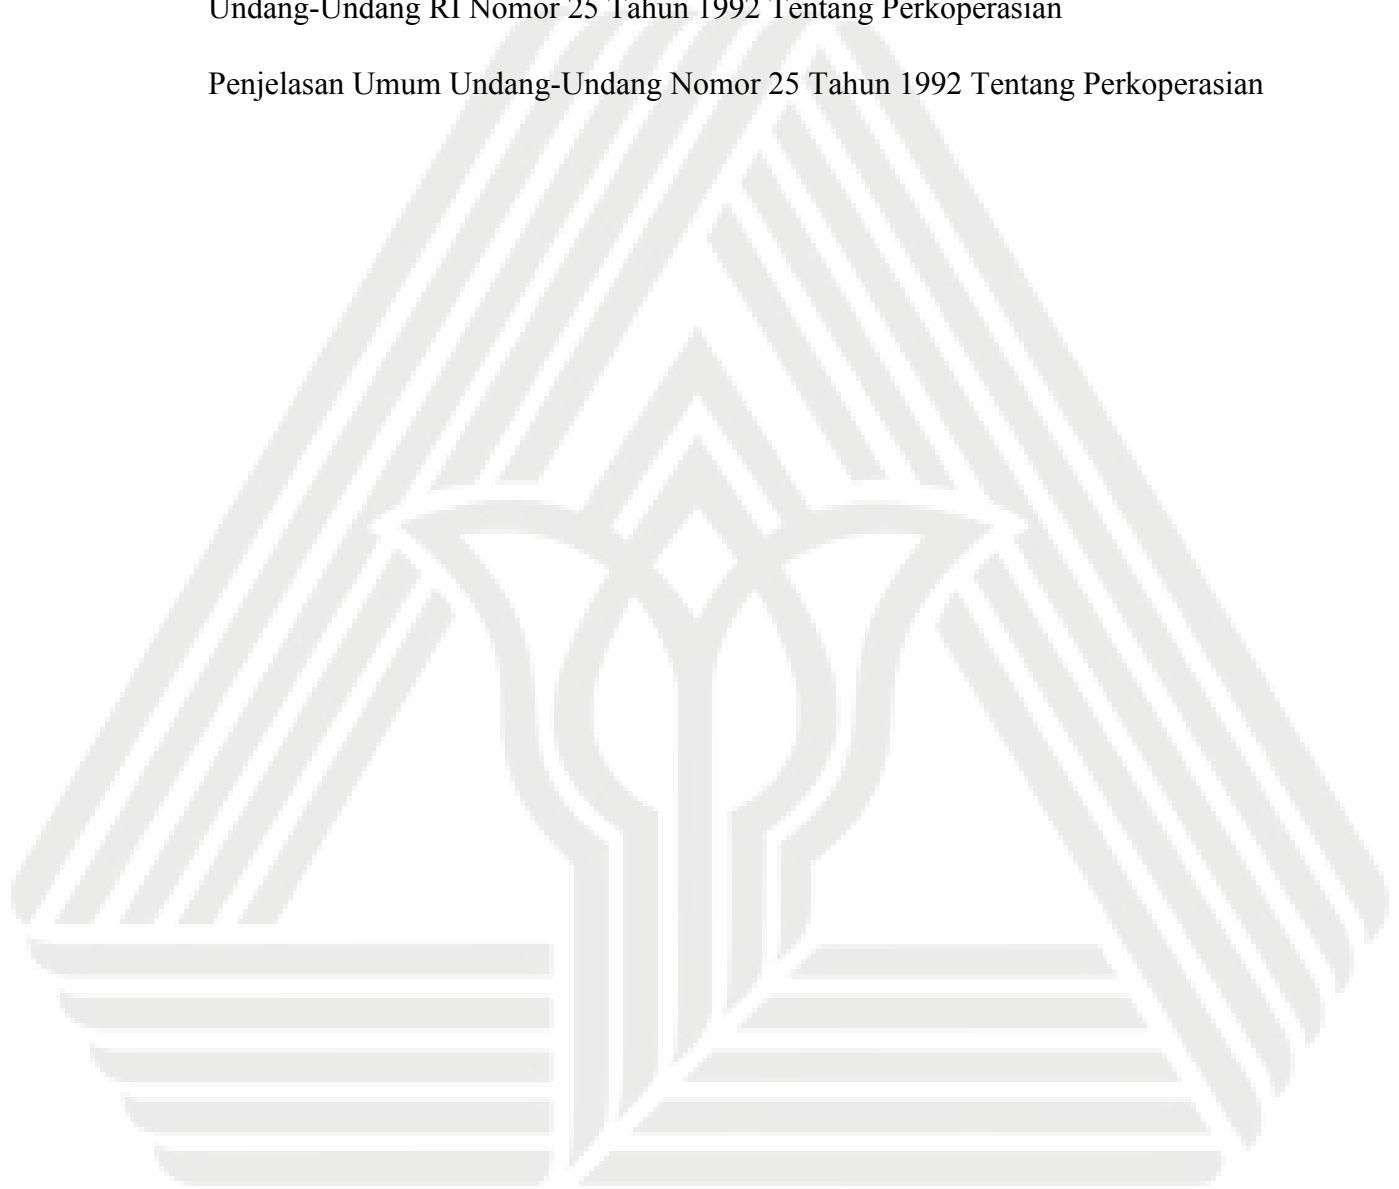 Undang-Undang RI Nomor 25 Tahun 1992 Tentang Perkoperasian
Penjelasan Umum Undang-Undang Nomor 25 Tahun 1992 Tentang Perkoperasian